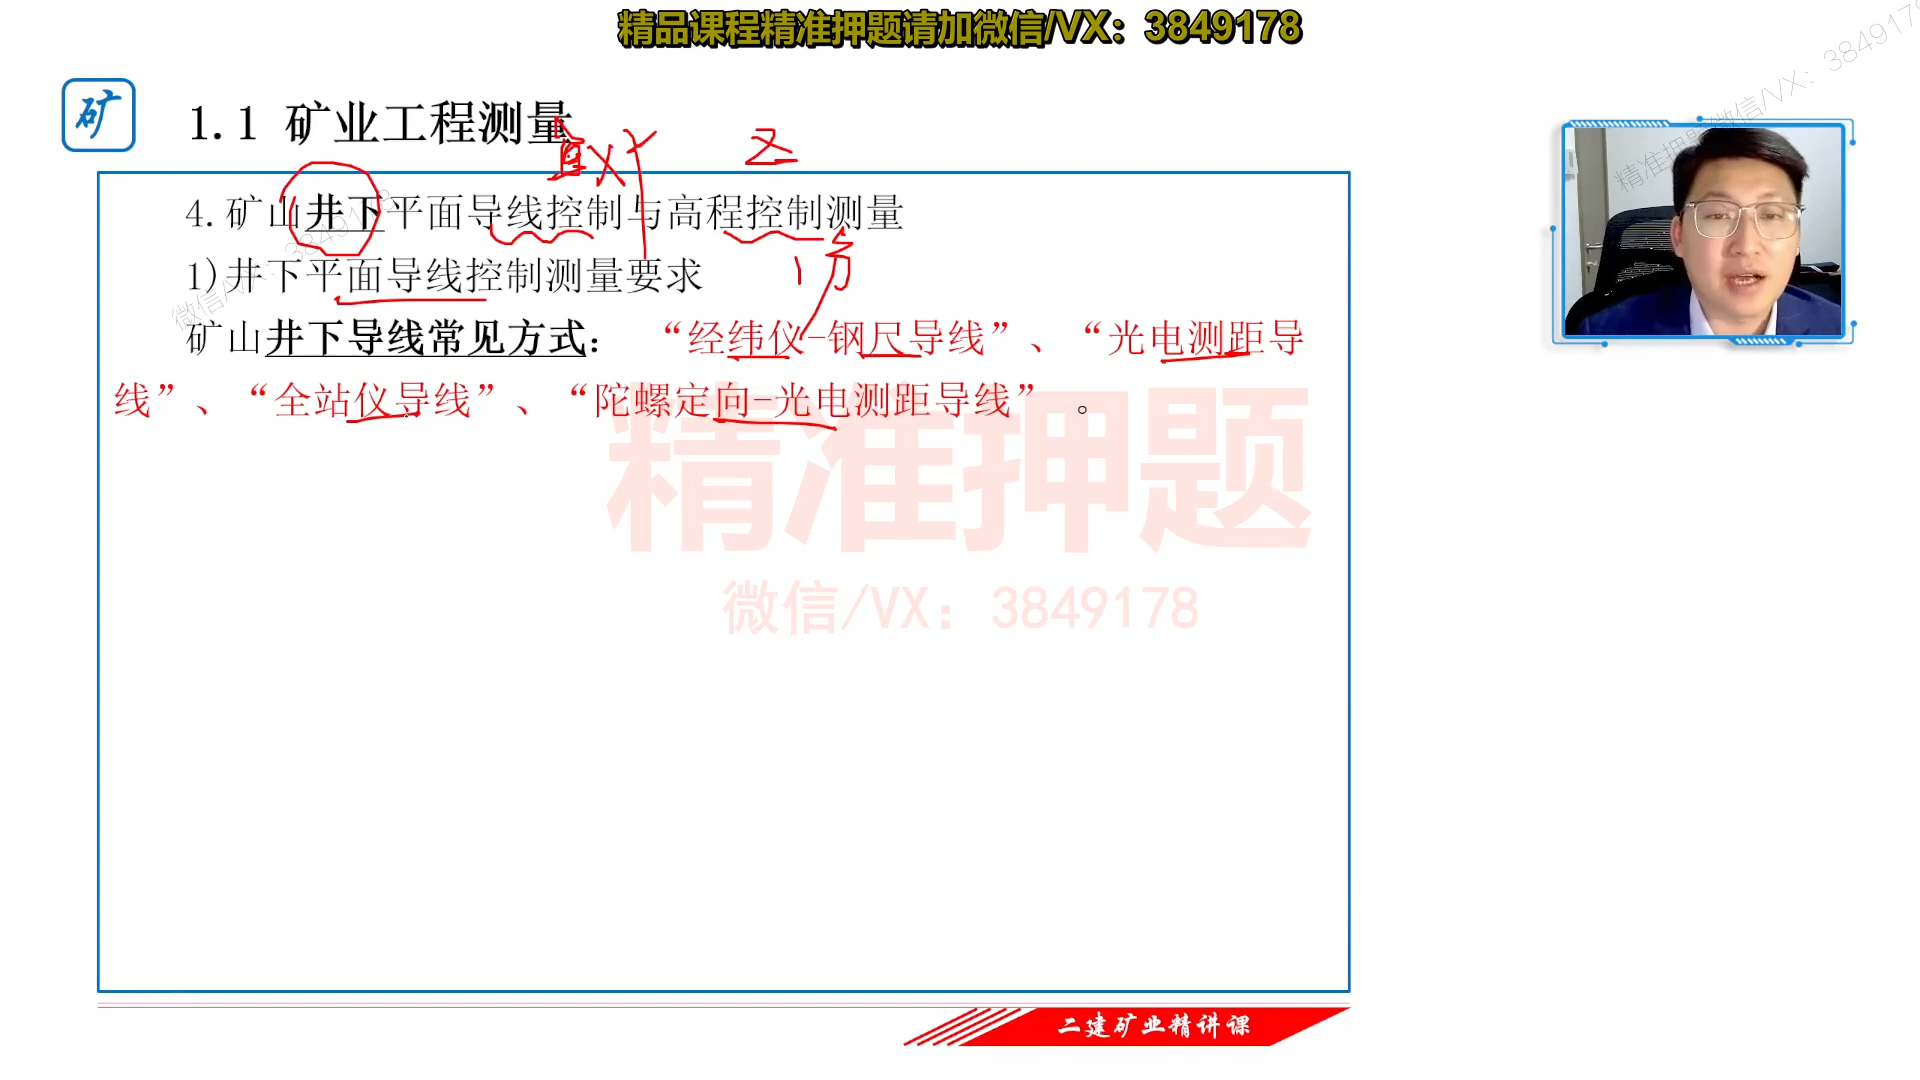 精品课程精准押题请加微信/VX：3849178
矿
1.1 矿业工程测量
X Y Z
4.矿山井下平面导线控制与高程控制测量
1)井下平面导线控制测量要求
1分
矿山井下导线常见方式： “经纬仪-钢尺导线”、“光电测距导
线”、“全站仪导线”、“陀螺定向-光电测距导线” 。
精准押题
微信/VX：3849178
二建矿业精讲课